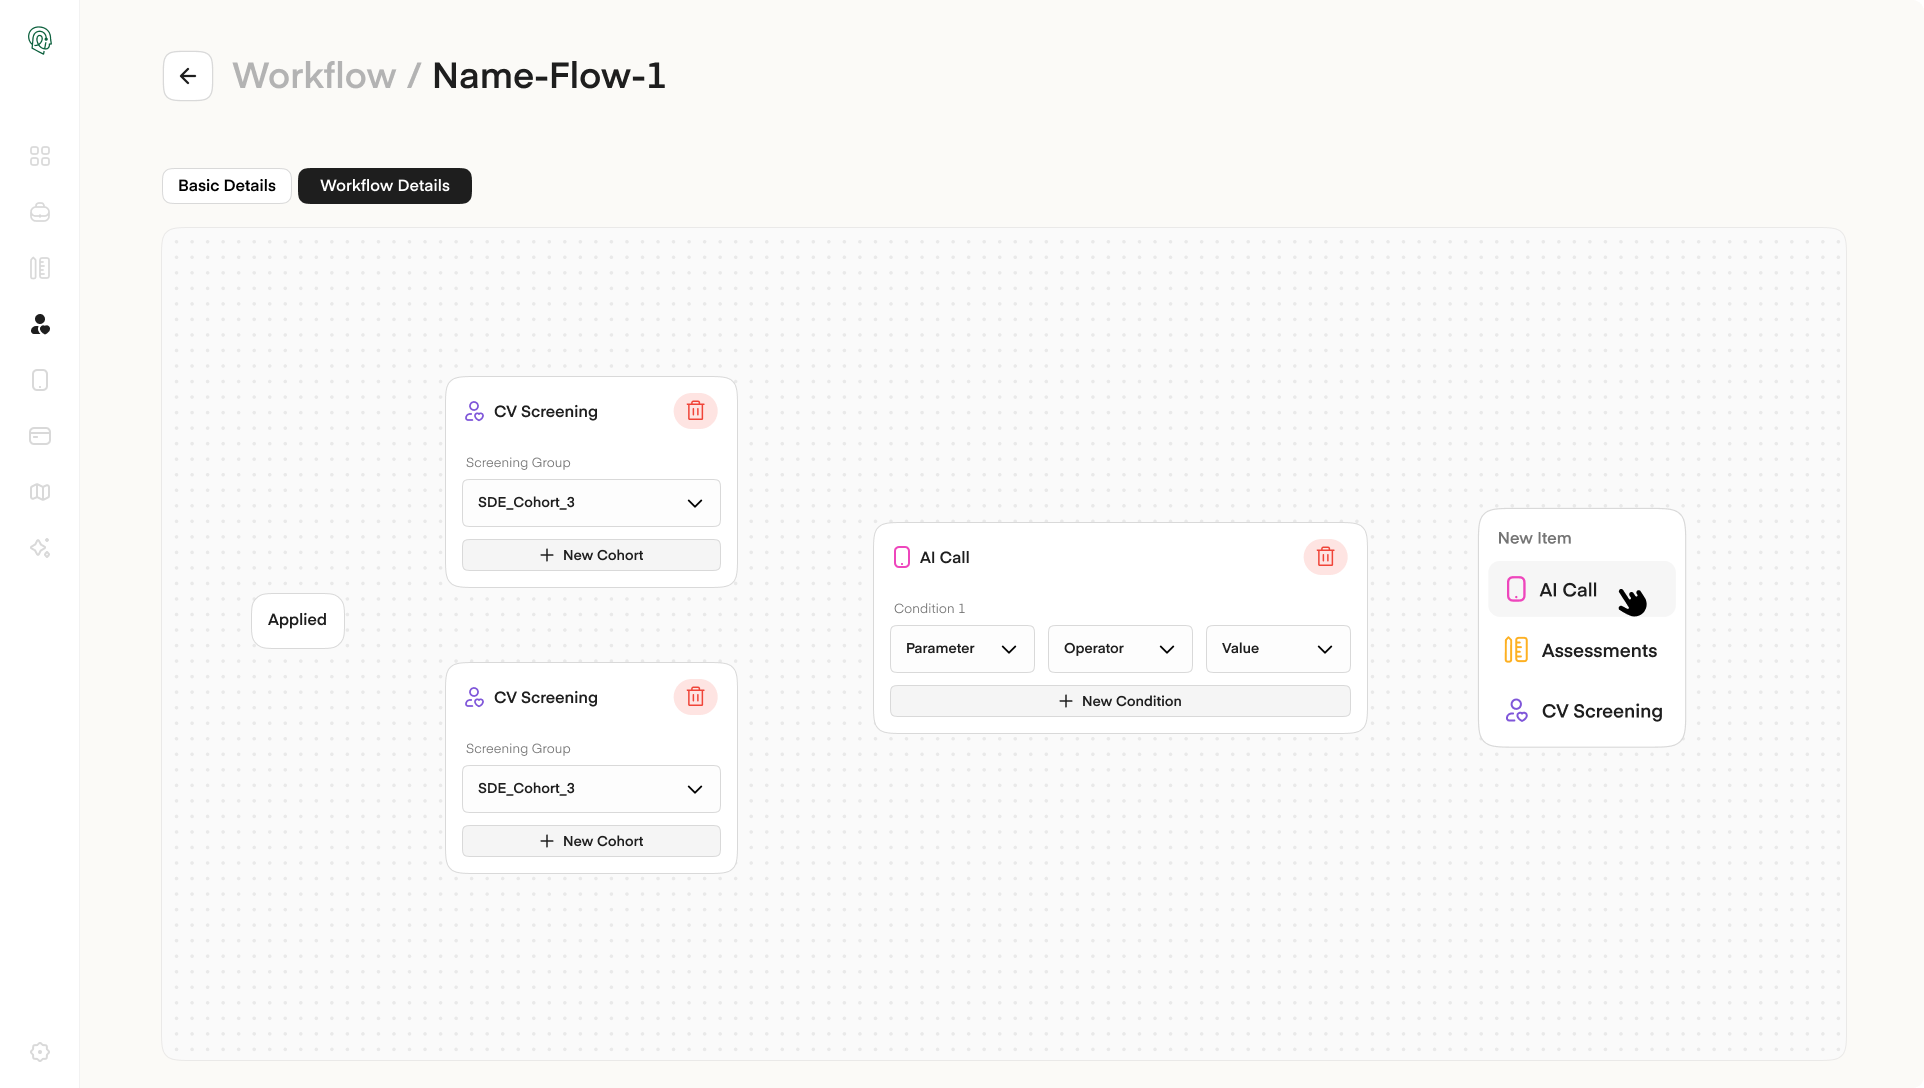 Workflow / Name-Flow-1
Basic Details
Workflow Details
Applied
CV Screening
Screening Group
SDE_Cohort_3
New Cohort
CV Screening
Screening Group
SDE_Cohort_3
New Cohort
AI Call
Condition 1
Parameter
Operator
Value
New Condition
New Item
AI Call
Assessments
CV Screening